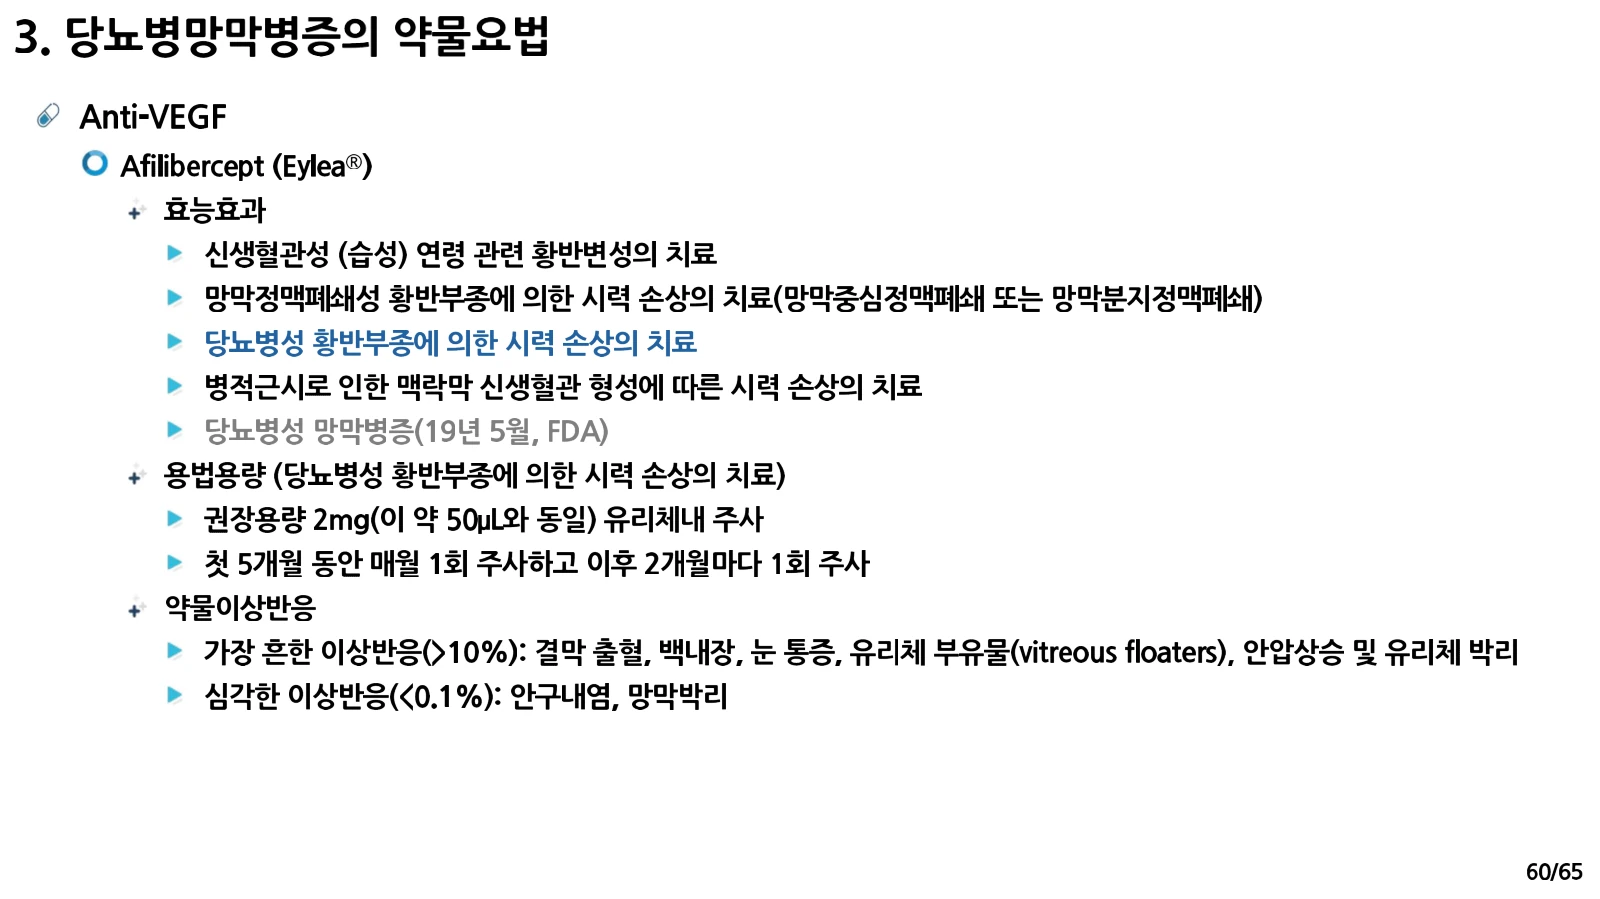 3. 당뇨병망막병증의 약물요법
Anti-VEGF
Afilibercept (Eylea®)
효능효과
신생혈관성 (습성) 연령 관련 황반변성의 치료
망막정맥폐쇄성 황반부종에 의한 시력 손상의 치료(망막중심정맥폐쇄 또는 망막분지정맥폐쇄)
당뇨병성 황반부종에 의한 시력 손상의 치료
병적근시로 인한 맥락막 신생혈관 형성에 따른 시력 손상의 치료
당뇨병성 망막병증(19년 5월, FDA)
용법용량 (당뇨병성 황반부종에 의한 시력 손상의 치료)
권장용량 2mg(이 약 50µL와 동일) 유리체내 주사
첫 5개월 동안 매월 1회 주사하고 이후 2개월마다 1회 주사
약물이상반응
가장 흔한 이상반응(>10%): 결막 출혈, 백내장, 눈 통증, 유리체 부유물(vitreous floaters), 안압상승 및 유리체 박리
심각한 이상반응(<0.1%): 안구내염, 망막박리
60/65